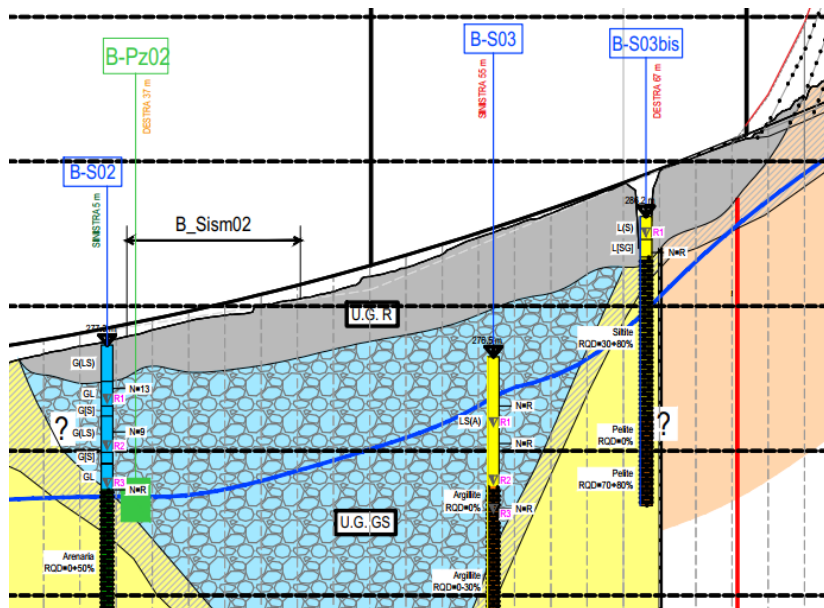 B-Pz02
DESTRA 37 m
B-S03
SINISTRA 55 m
B-S03bis
DESTRA 67 m
B-S02
SINISTRA 5 m
B_Sism02
L(S)
R1
L[SG]
N=R
U.G. R
G(LS)
GL
N=13
R1
G[S]
?
G(LS)
N=9
R2
G[S]
GL
R3
N=R
Arenaria
RQD=0+50%
276,5 m
N=R
LS(A)
R1
N=R
R2
Argillite
RQD=0%
R3
N=R
U.G. GS
Argillite
RQD=0-30%
Siltite
RQD=30+80%
?
Pelite
RQD=0%
Pelite
RQD=70+80%